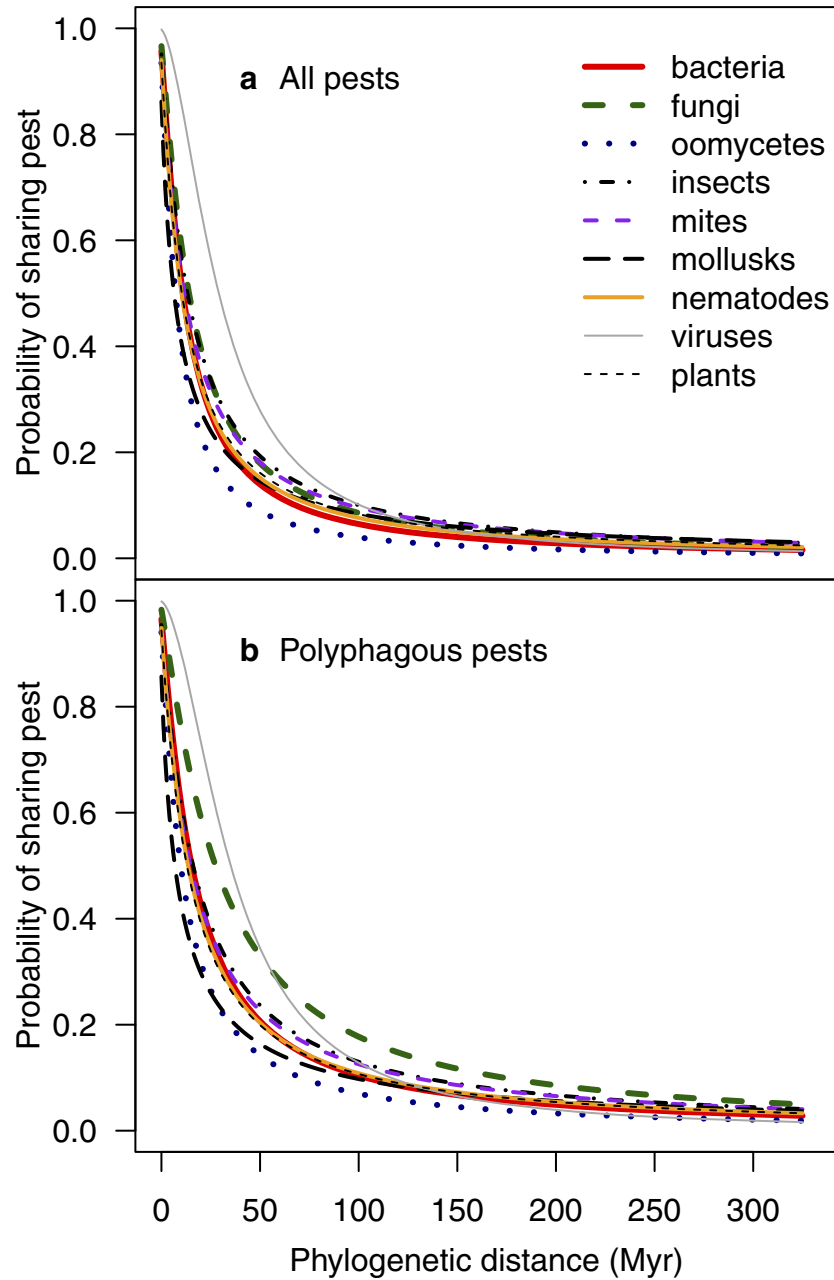 a All pests
bacteria
fungi
oomycetes
insects
mites
mollusks
nematodes
viruses
plants
Probability of sharing pest
1.0
0.8
0.6
0.4
0.2
0.0
b Polyphagous pests
Probability of sharing pest
1.0
0.8
0.6
0.4
0.2
0.0
0 50 100 150 200 250 300
Phylogenetic distance (Myr)